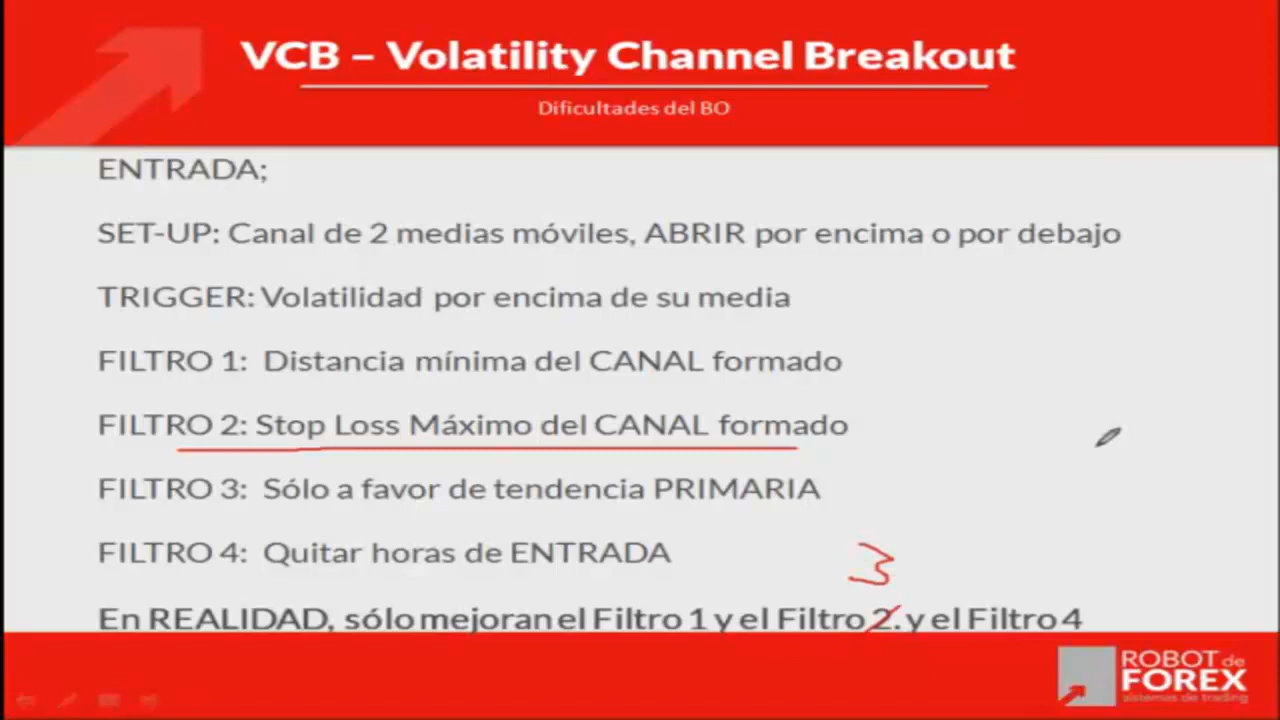 VCB – Volatility Channel Breakout
Dificultades del BO
ENTRADA;
SET-UP: Canal de 2 medias móviles, ABRIR por encima o por debajo
TRIGGER: Volatilidad por encima de su media
FILTRO 1: Distancia mínima del CANAL formado
FILTRO 2: Stop Loss Máximo del CANAL formado
FILTRO 3: Sólo a favor de tendencia PRIMARIA
FILTRO 4: Quitar horas de ENTRADA
3
En REALIDAD, sólo mejoran el Filtro 1 y el Filtro 2. y el Filtro 4
ROBOT de
FOREX
sistemas de trading